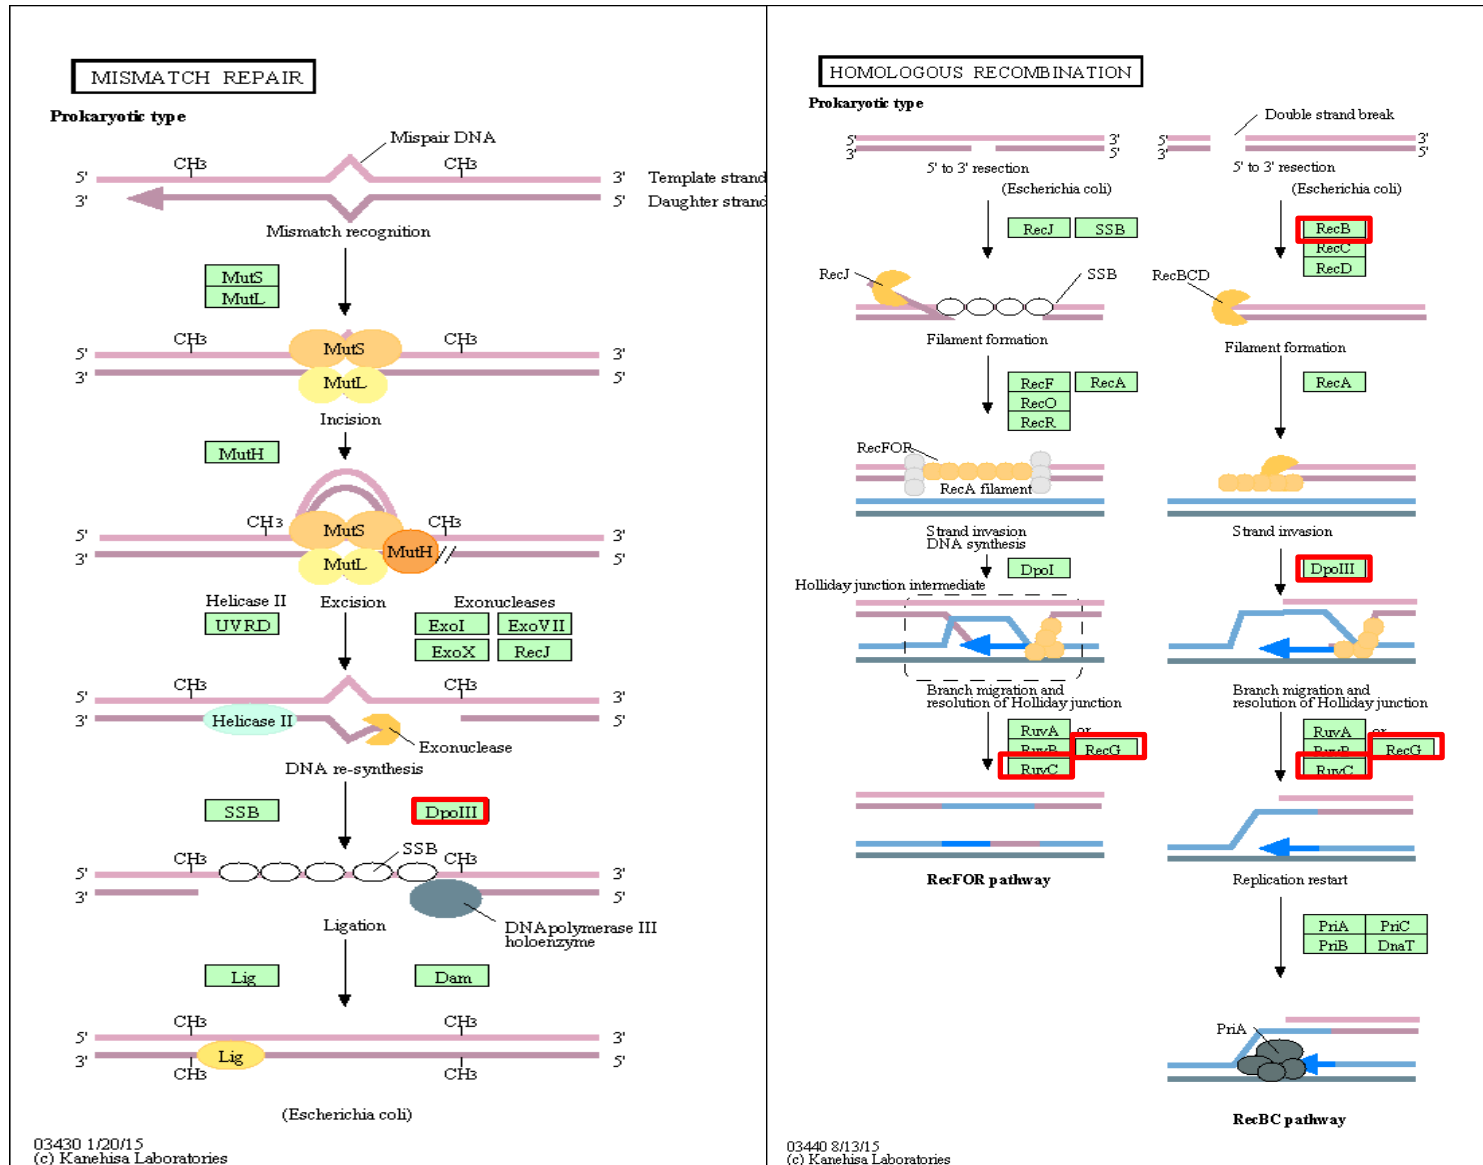 MISMATCH REPAIR
Prokaryotic type
Mispair DNA
CH3
CH3
5'
3'
Template strand
3'
5'
Daughter strand
Mismatch recognition
MutS
MutL
CH3
CH3
5'
MutS
3'
3'
MutL
5'
Incision
MutH
CH3
CH3
5'
MutS
3'
3'
MutL
MutH
5'
Helicase II
Excision
Exonucleases
UVRD
ExoI
ExoVII
ExoX
RecJ
CH3
CH3
5'
3'
3'
Helicase II
5'
Exonuclease
DNA re-synthesis
SSB
DpoIII
SSB
CH3
CH3
5'
3'
3'
5'
Ligation
DNA polymerase III
holoenzyme
Lig
Dam
CH3
CH3
5'
3'
3'
Lig
5'
CH3
CH3
(Escherichia coli)
03430 1/20/15
(c) Kanehisa Laboratories
HOMOLOGOUS RECOMBINATION
Prokaryotic type
Double strand break
5'
3'
3'
5'
5'
3'
3'
5'
5' to 3' resection
5' to 3' resection
(Escherichia coli)
(Escherichia coli)
RecJ
SSB
RecB
RecC
RecD
RecJ
SSB
RecBCD
Filament formation
Filament formation
RecF
RecA
RecO
RecR
RecA
RecFOR
RecA filament
Strand invasion
DNA synthesis
Strand invasion
DpoI
DpoIII
Holliday junction intermediate
Branch migration and
resolution of Holliday junction
Branch migration and
resolution of Holliday junction
RuvA or
RuvB
RecG
RuvC
RuvA or
RuvB
RecG
RuvC
RecFOR pathway
Replication restart
PriA
PriC
PriB
DnaT
PriA
RecBC pathway
03440 8/13/15
(c) Kanehisa Laboratories